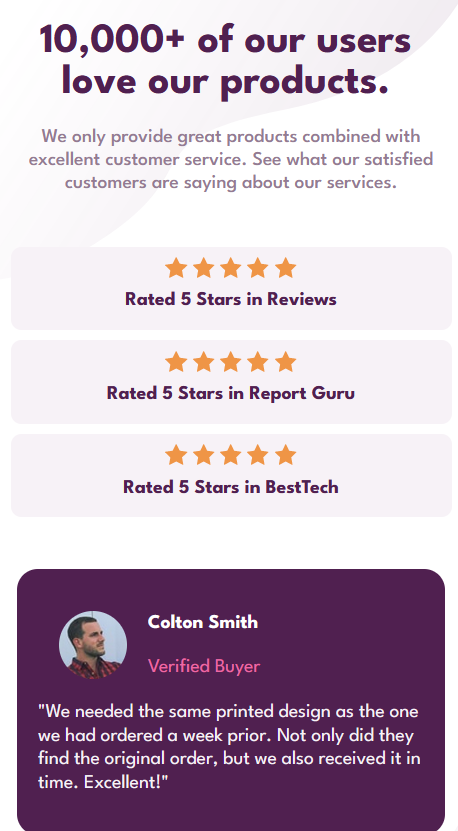 10,000+ of our users
love our products.
We only provide great products combined with
excellent customer service. See what our satisfied
customers are saying about our services.
Rated 5 Stars in Reviews
Rated 5 Stars in Report Guru
Rated 5 Stars in BestTech
Colton Smith
Verified Buyer
"We needed the same printed design as the one
we had ordered a week prior. Not only did they
find the original order, but we also received it in
time. Excellent!"